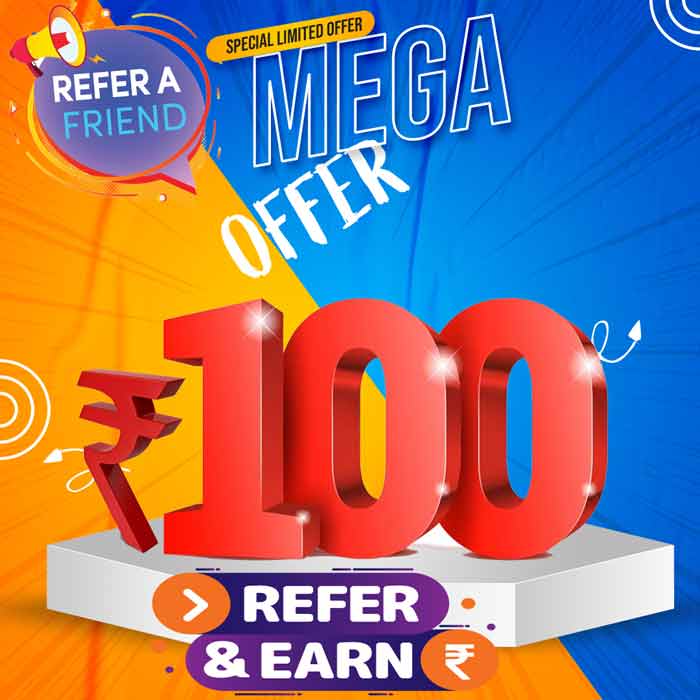 REFER A
FRIEND
SPECIAL LIMITED OFFER
MEGA
OFFER
₹100
REFER
& EARN ₹